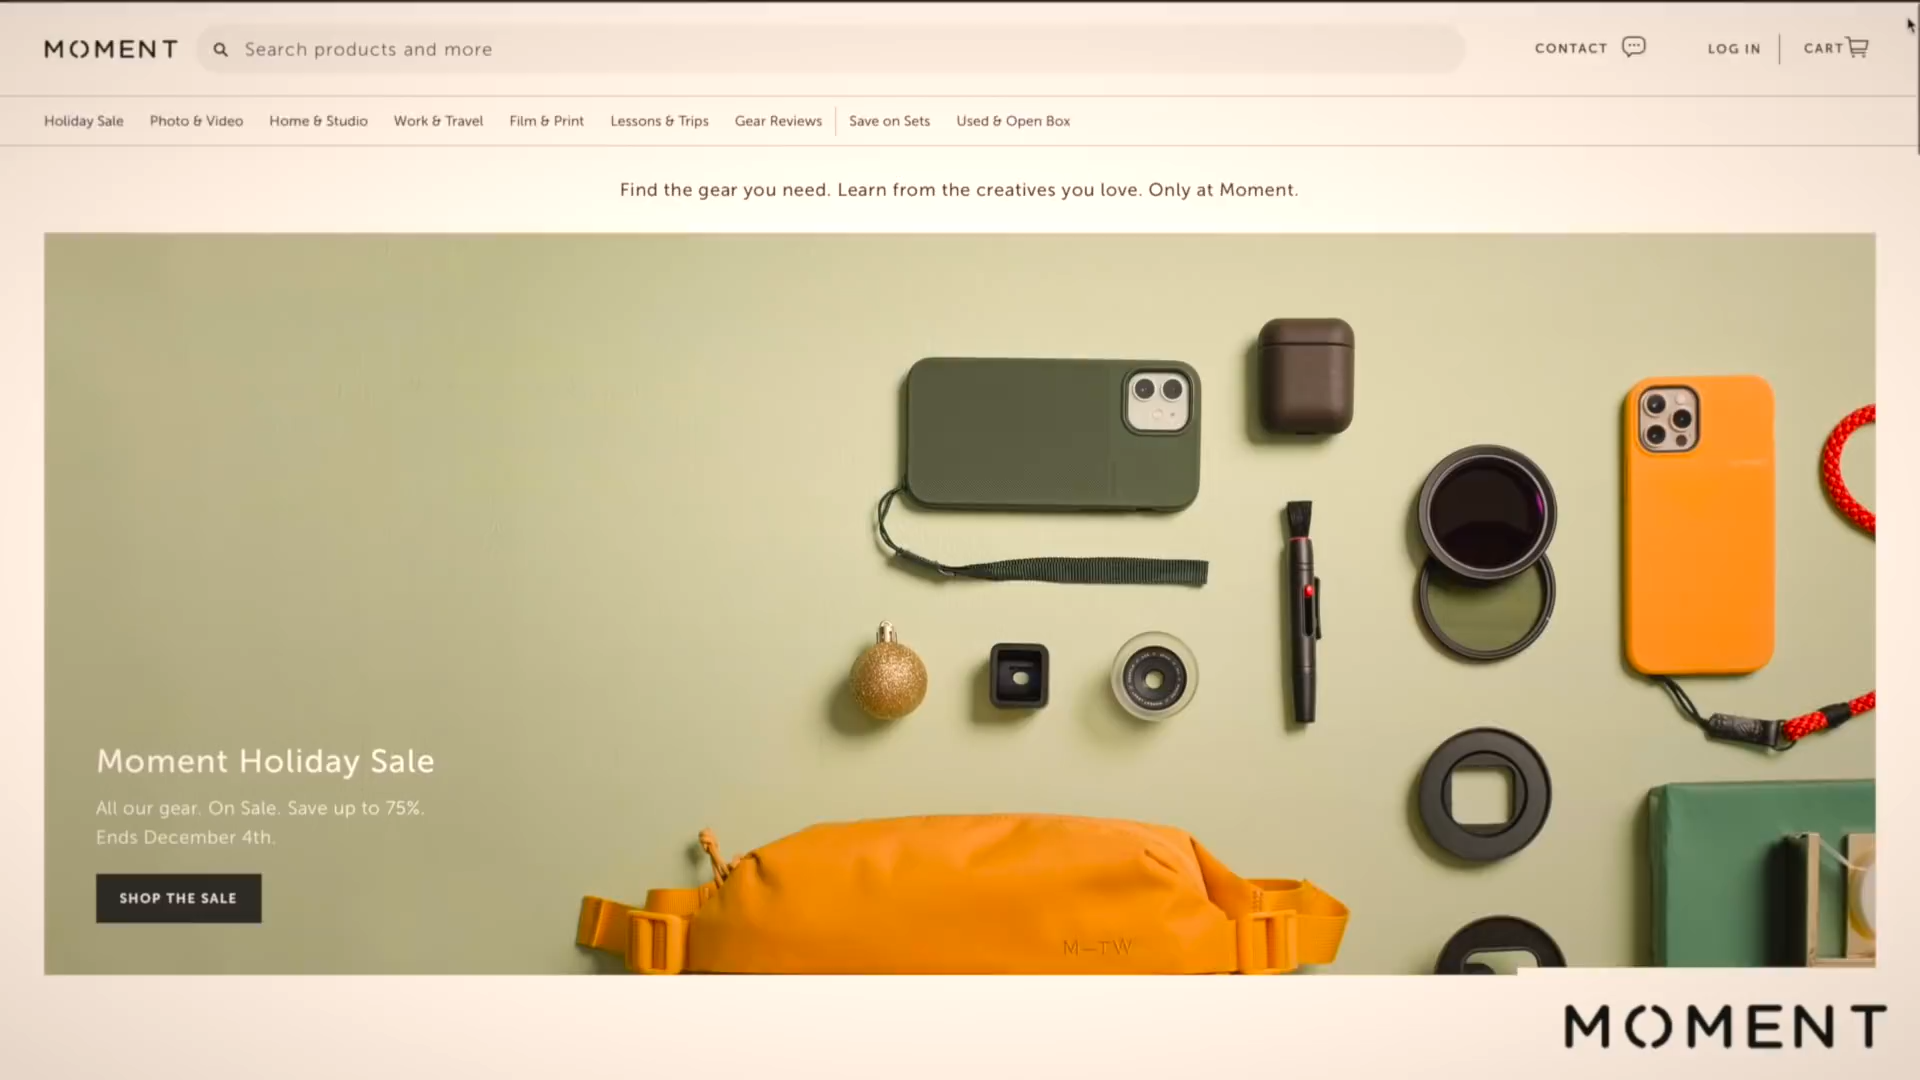 MOMENT
Search products and more
CONTACT
LOG IN
CART
Holiday Sale
Photo & Video
Home & Studio
Work & Travel
Film & Print
Lessons & Trips
Gear Reviews
Save on Sets
Used & Open Box
Find the gear you need. Learn from the creatives you love. Only at Moment.
Moment Holiday Sale
All our gear. On Sale. Save up to 75%.
Ends December 4th.
SHOP THE SALE
M—TW
MOMENT